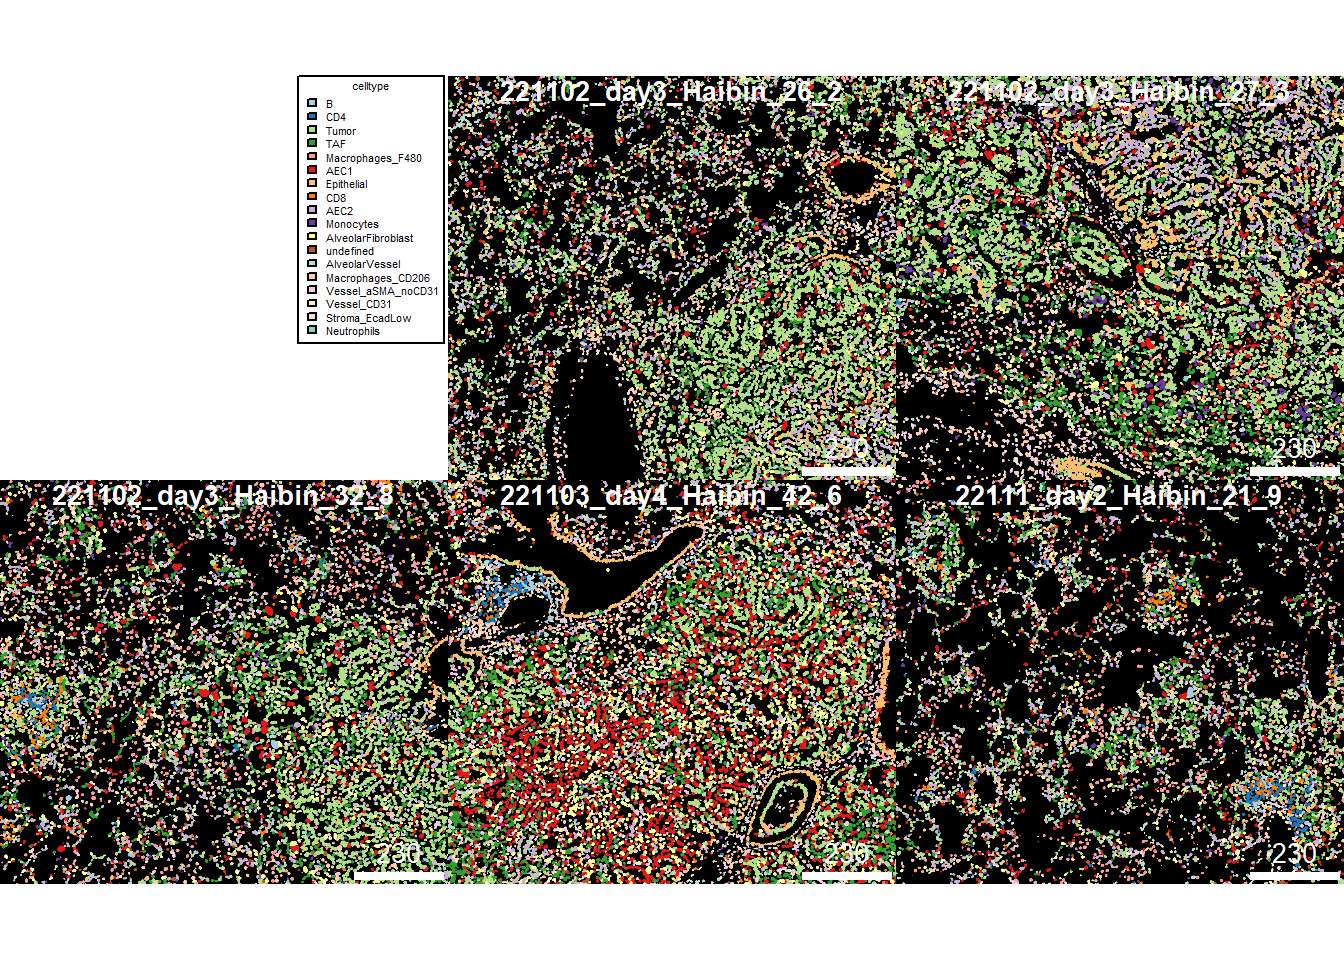 celltype
B
CD4
Tumor
TAF
Macrophages_F480
AEC1
Epithelial
CD8
AEC2
Monocytes
AlveolarFibroblast
undefined
AlveolarVessel
Macrophages_CD206
Vessel_aSMA_noCD31
Vessel_CD31
Stroma_EcadLow
Neutrophils
221102_day3_Haibin_26_2
230
221102_day3_Haibin_27_3
230
221102_day3_Haibin_32_8
230
221103_day4_Haibin_42_6
230
22111_day2_Haibin_21_9
230